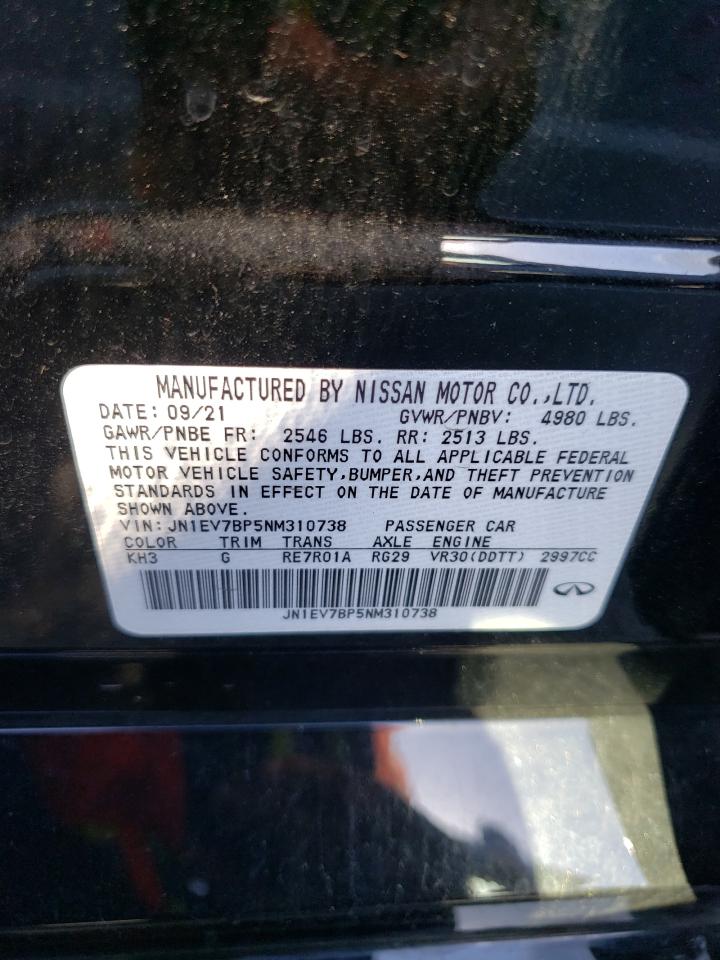 MANUFACTURED BY NISSAN MOTOR CO.,LTD.
DATE: 09/21 GVWR/PNBV: 4980 LBS.
GAWR/PNBE FR: 2546 LBS. RR: 2513 LBS.
THIS VEHICLE CONFORMS TO ALL APPLICABLE FEDERAL
MOTOR VEHICLE SAFETY,BUMPER,AND THEFT PREVENTION
STANDARDS IN EFFECT ON THE DATE OF MANUFACTURE
SHOWN ABOVE.
VIN: JN1EV7BP5NM310738 PASSENGER CAR
COLOR TRIM TRANS AXLE ENGINE
KH3 G RE7R01A RG29 VR30(DDTT) 2997CC
JN1EV7BP5NM310738